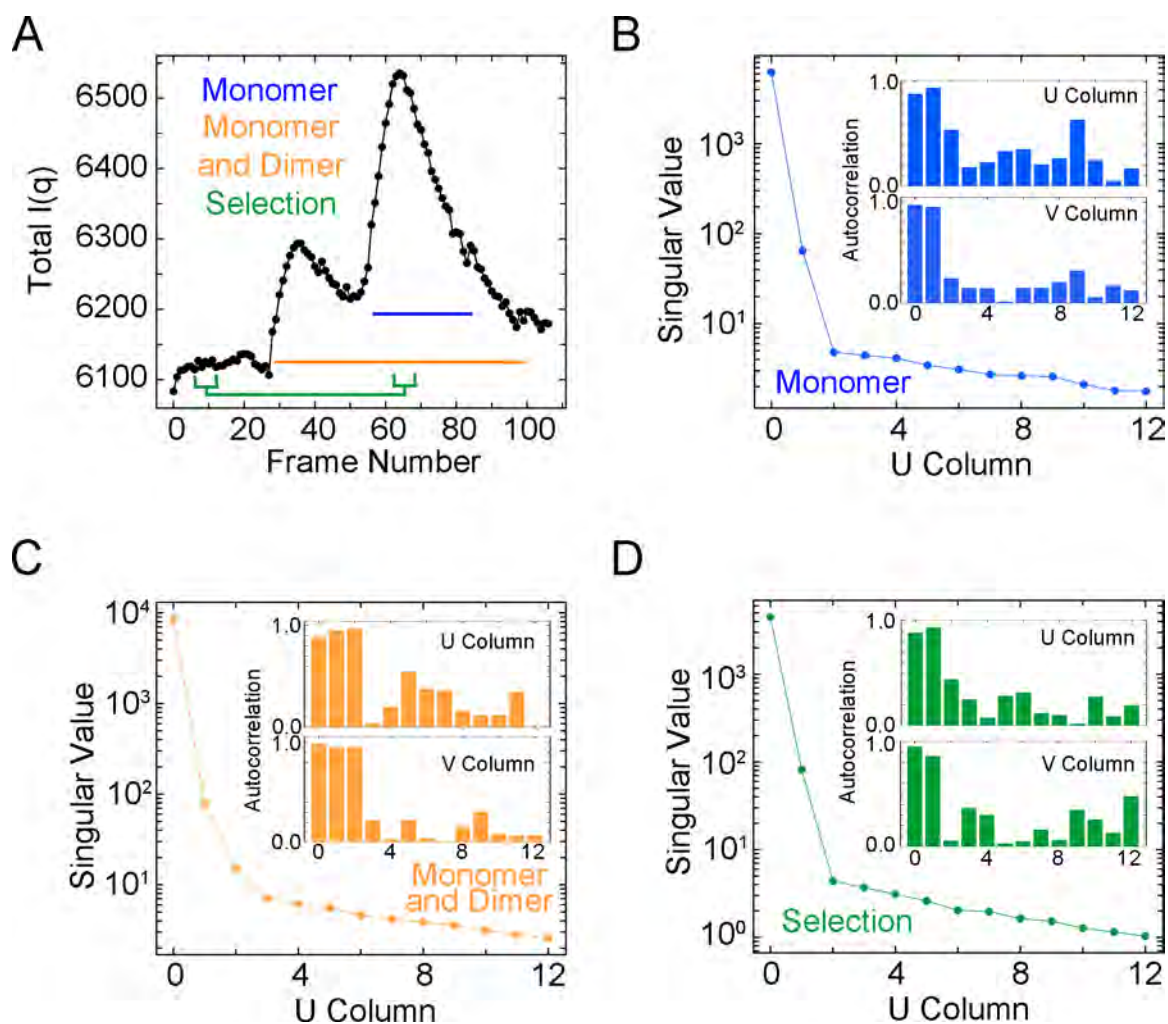 A
Total I(q)
6500
6400
6300
6200
6100
Monomer
Monomer
and Dimer
Selection
0 20 40 60 80 100
Frame Number
B
Singular Value
10³
10²
10¹
Autocorrelation
1.0
U Column
0.0
1.0
V Column
0.0
0 4 8 12
Monomer
0 4 8 12
U Column
C
Singular Value
10⁴
10³
10²
10¹
Autocorrelation
1.0
U Column
0.0
1.0
V Column
0.0
0 4 8 12
Monomer
and Dimer
0 4 8 12
U Column
D
Singular Value
10³
10²
10¹
10⁰
Autocorrelation
1.0
U Column
0.0
1.0
V Column
0.0
0 4 8 12
Selection
0 4 8 12
U Column